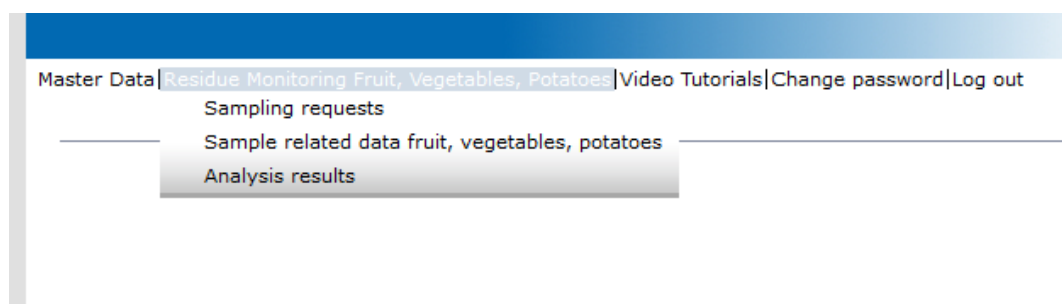 Master Data|Residue Monitoring Fruit, Vegetables, Potatoes|Video Tutorials|Change password|Log out
Sampling requests
Sample related data fruit, vegetables, potatoes
Analysis results